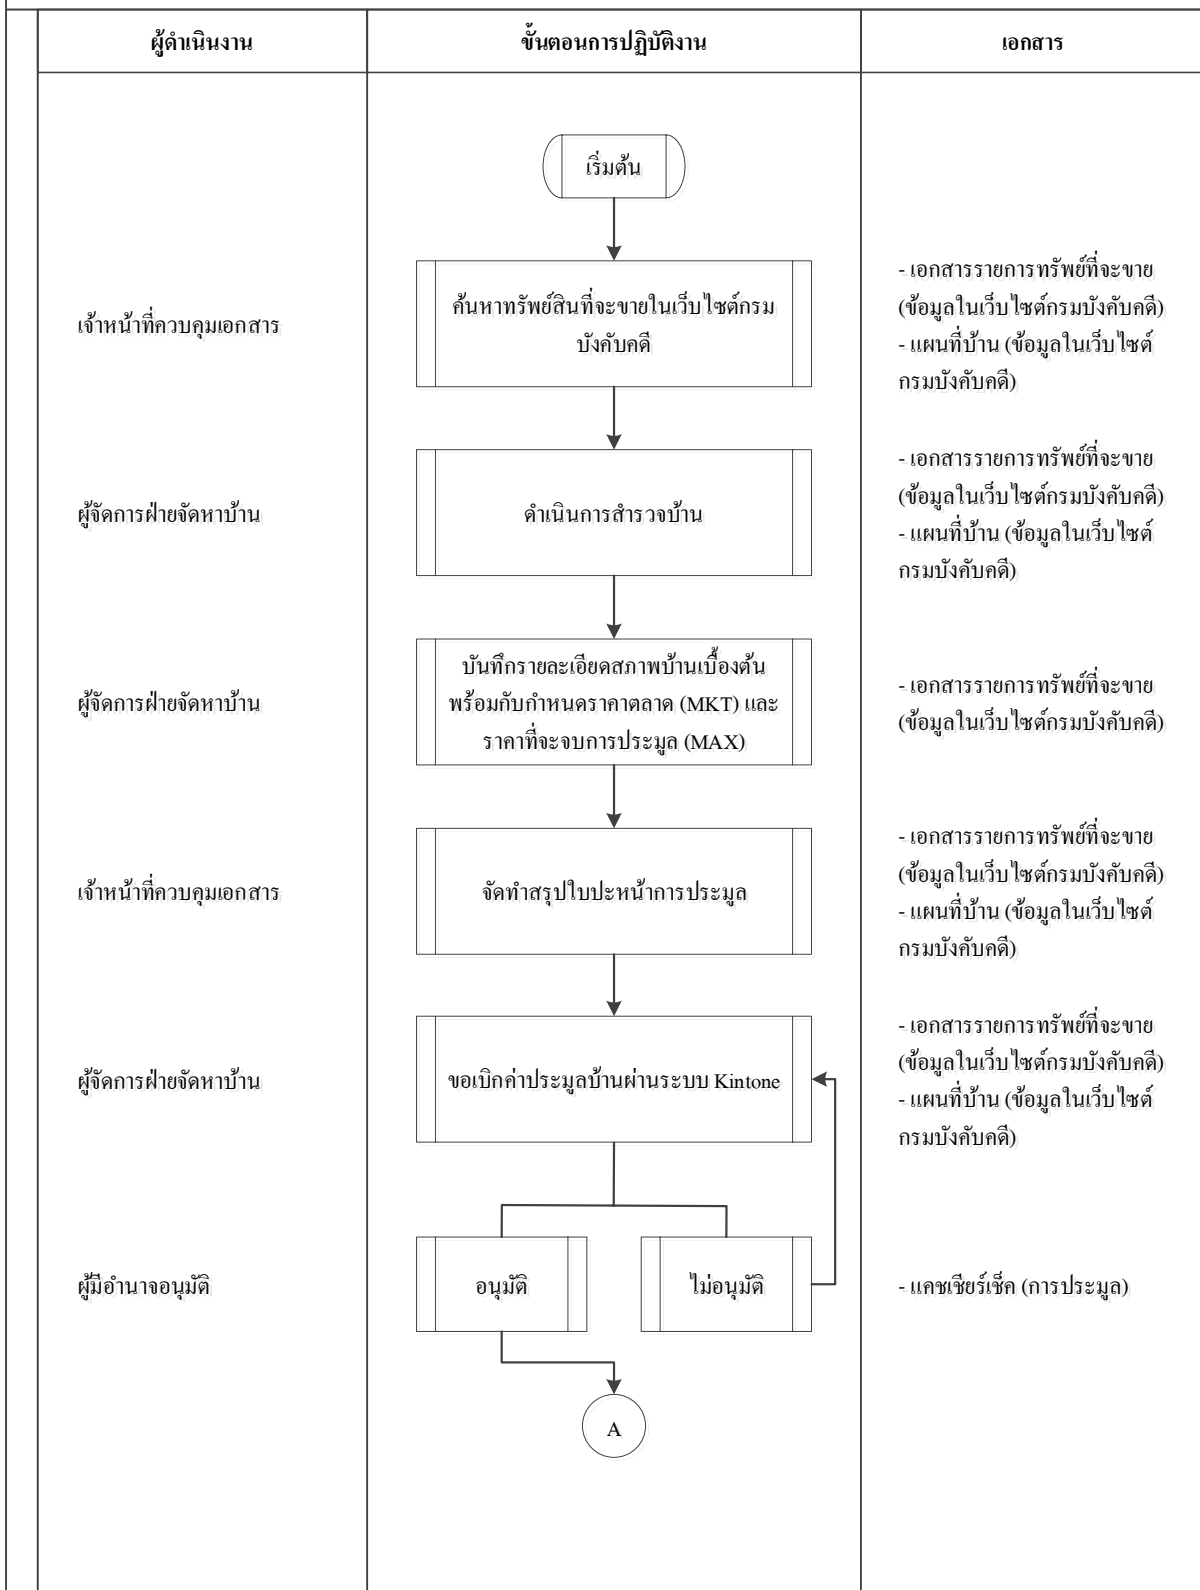 ผู้ดำเนินงาน
ขั้นตอนการปฏิบัติงาน
เอกสาร
เริ่มต้น
เจ้าหน้าที่ควบคุมเอกสาร
ค้นหาทรัพย์สินที่จะขายในเว็บไซต์กรม
บังคับคดี
- เอกสารรายการทรัพย์ที่จะขาย
(ข้อมูลในเว็บไซต์กรมบังคับคดี)
- แผนที่บ้าน (ข้อมูลในเว็บไซต์
กรมบังคับคดี)
ผู้จัดการฝ่ายจัดหาบ้าน
ดำเนินการสำรวจบ้าน
- เอกสารรายการทรัพย์ที่จะขาย
(ข้อมูลในเว็บไซต์กรมบังคับคดี)
- แผนที่บ้าน (ข้อมูลในเว็บไซต์
กรมบังคับคดี)
ผู้จัดการฝ่ายจัดหาบ้าน
บันทึกรายละเอียดสภาพบ้านเบื้องต้น
พร้อมกับกำหนดราคาตลาด (MKT) และ
ราคาที่จะจบการประมูล (MAX)
- เอกสารรายการทรัพย์ที่จะขาย
(ข้อมูลในเว็บไซต์กรมบังคับคดี)
เจ้าหน้าที่ควบคุมเอกสาร
จัดทำสรุปใบปะหน้าการประมูล
- เอกสารรายการทรัพย์ที่จะขาย
(ข้อมูลในเว็บไซต์กรมบังคับคดี)
- แผนที่บ้าน (ข้อมูลในเว็บไซต์
กรมบังคับคดี)
ผู้จัดการฝ่ายจัดหาบ้าน
ขอเบิกค่าประมูลบ้านผ่านระบบ Kintone
- เอกสารรายการทรัพย์ที่จะขาย
(ข้อมูลในเว็บไซต์กรมบังคับคดี)
- แผนที่บ้าน (ข้อมูลในเว็บไซต์
กรมบังคับคดี)
ผู้มีอำนาจอนุมัติ
อนุมัติ
ไม่อนุมัติ
- แคชเชียร์เช็ค (การประมูล)
A